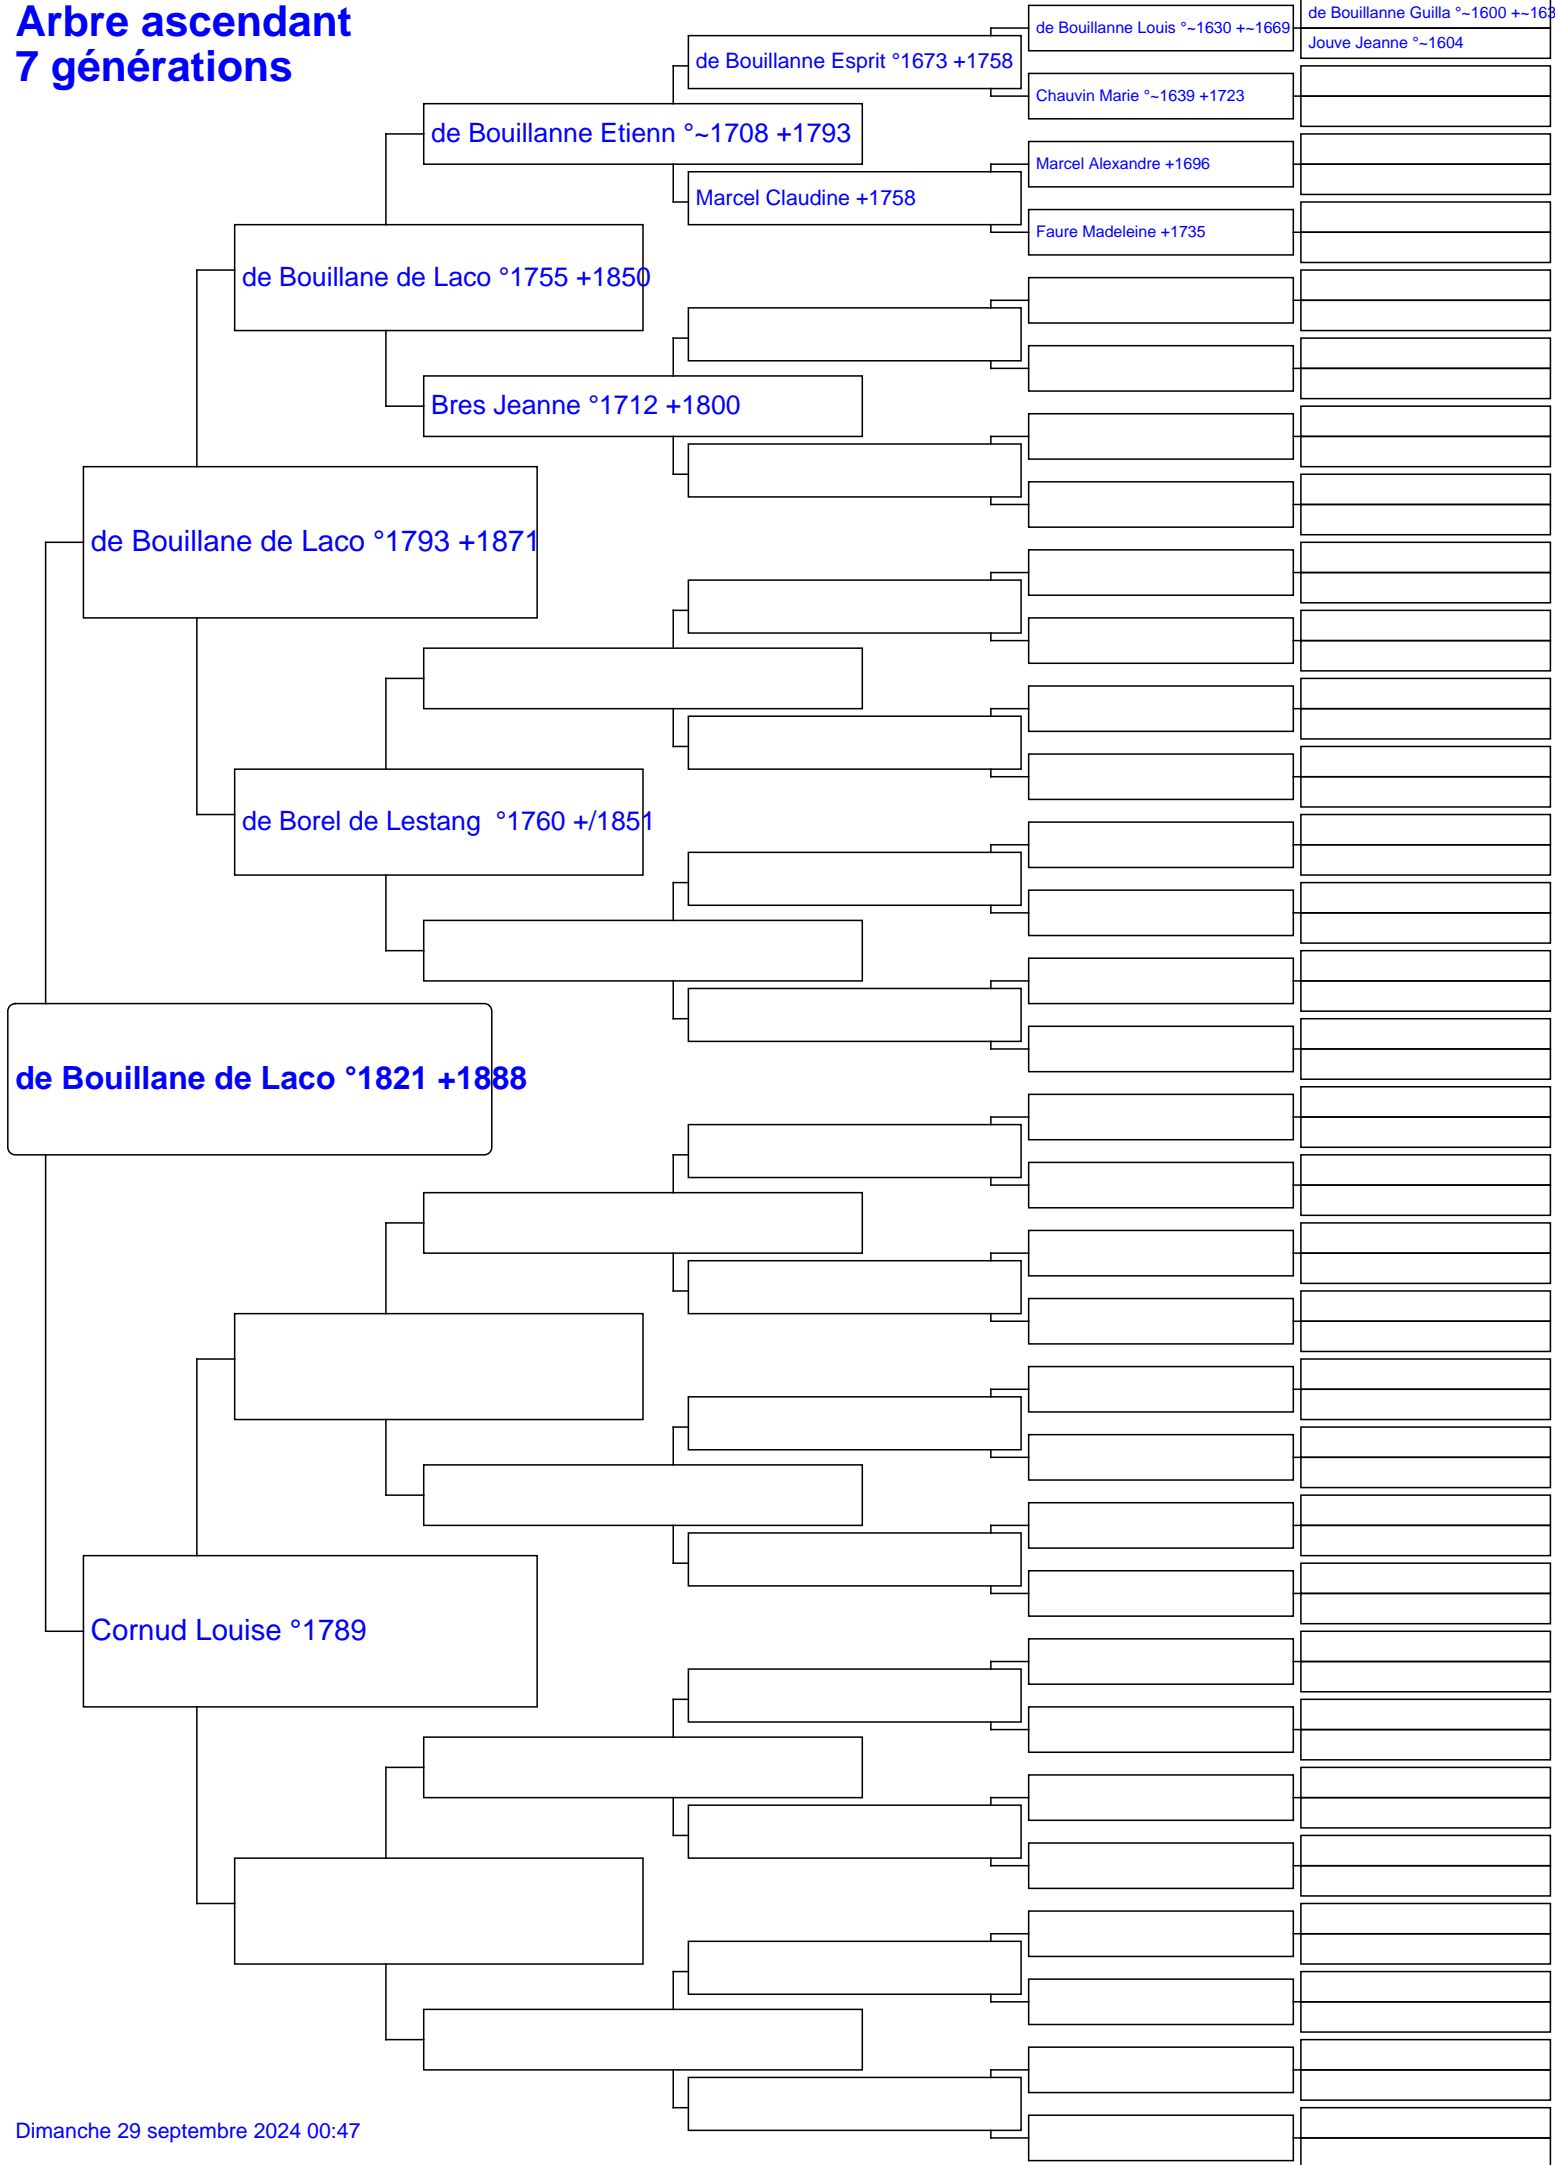 Arbre ascendant
7 générations
de Bouillanne Guilla °~1600 +~163
Jouve Jeanne °~1604
de Bouillanne Louis °~1630 +~1669
de Bouillanne Esprit °1673 +1758
Chauvin Marie °~1639 +1723
de Bouillanne Etienn °~1708 +1793
Marcel Alexandre +1696
Marcel Claudine +1758
Faure Madeleine +1735
de Bouillane de Laco °1755 +1850
Bres Jeanne °1712 +1800
de Bouillane de Laco °1793 +1871
de Borel de Lestang °1760 +/1851
de Bouillane de Laco °1821 +1888
Cornud Louise °1789
Dimanche 29 septembre 2024 00:47